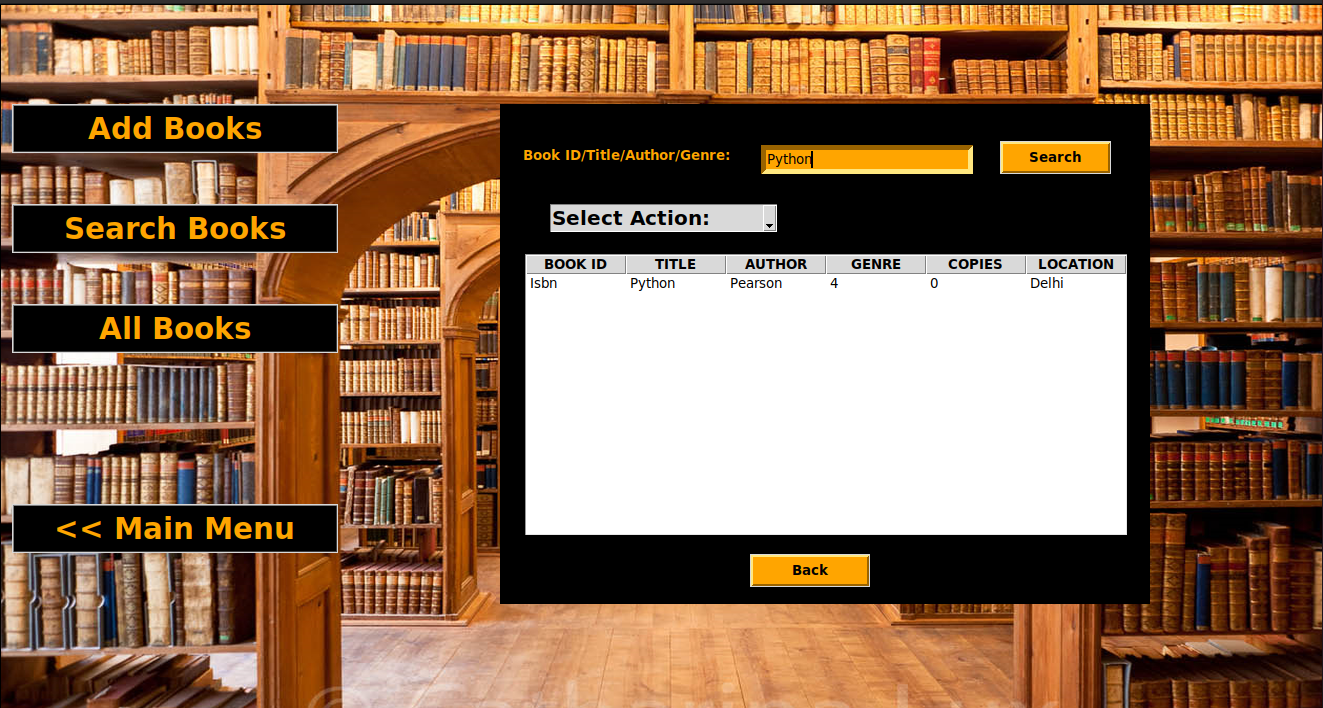 Add Books
Search Books
All Books
<< Main Menu
Book ID/Title/Author/Genre: Python Search
Select Action:
BOOK ID TITLE AUTHOR GENRE COPIES LOCATION
Isbn Python Pearson 4 0 Delhi
Back